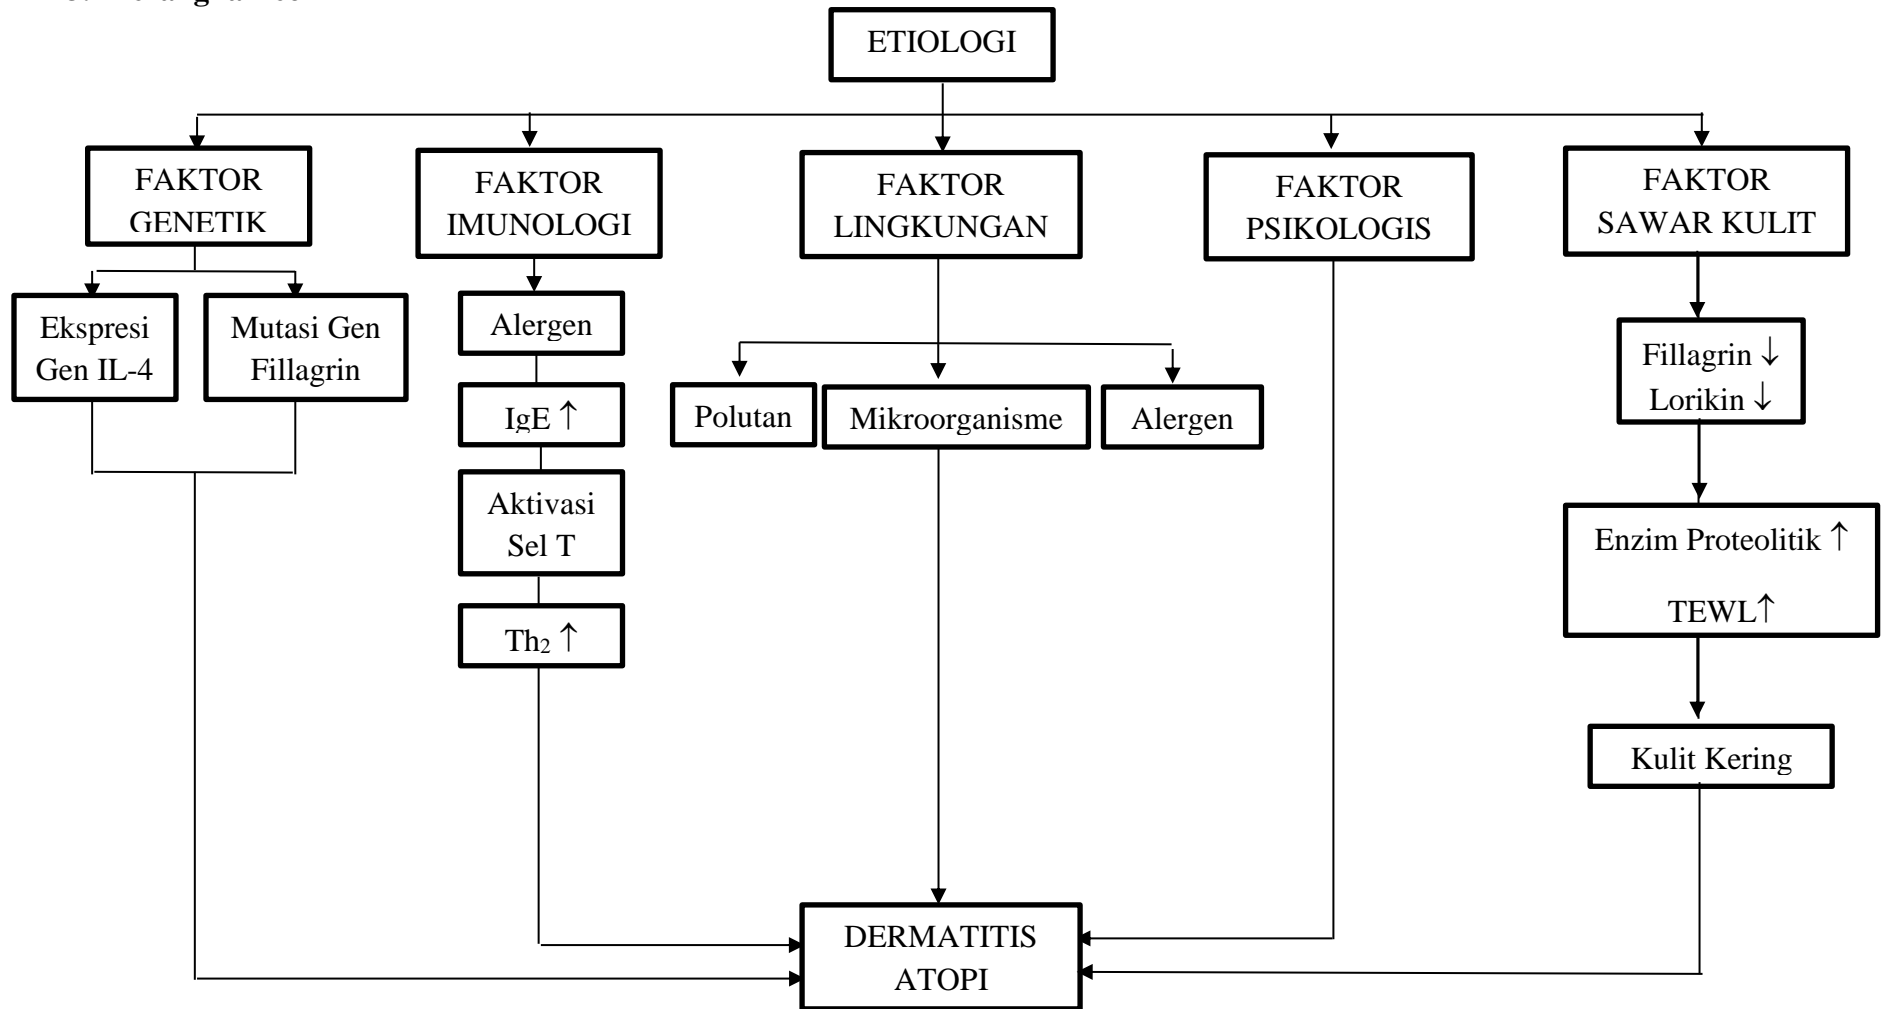 ETIOLOGI
FAKTOR
GENETIK
FAKTOR
IMUNOLOGI
FAKTOR
LINGKUNGAN
FAKTOR
PSIKOLOGIS
FAKTOR
SAWAR KULIT
Ekspresi
Gen IL-4
Mutasi Gen
Fillagrin
Alergen
IgE ↑
Aktivasi
Sel T
Th₂ ↑
Polutan
Mikroorganisme
Alergen
Fillagrin ↓
Lorikin ↓
Enzim Proteolitik ↑
TEWL↑
Kulit Kering
DERMATITIS
ATOPI